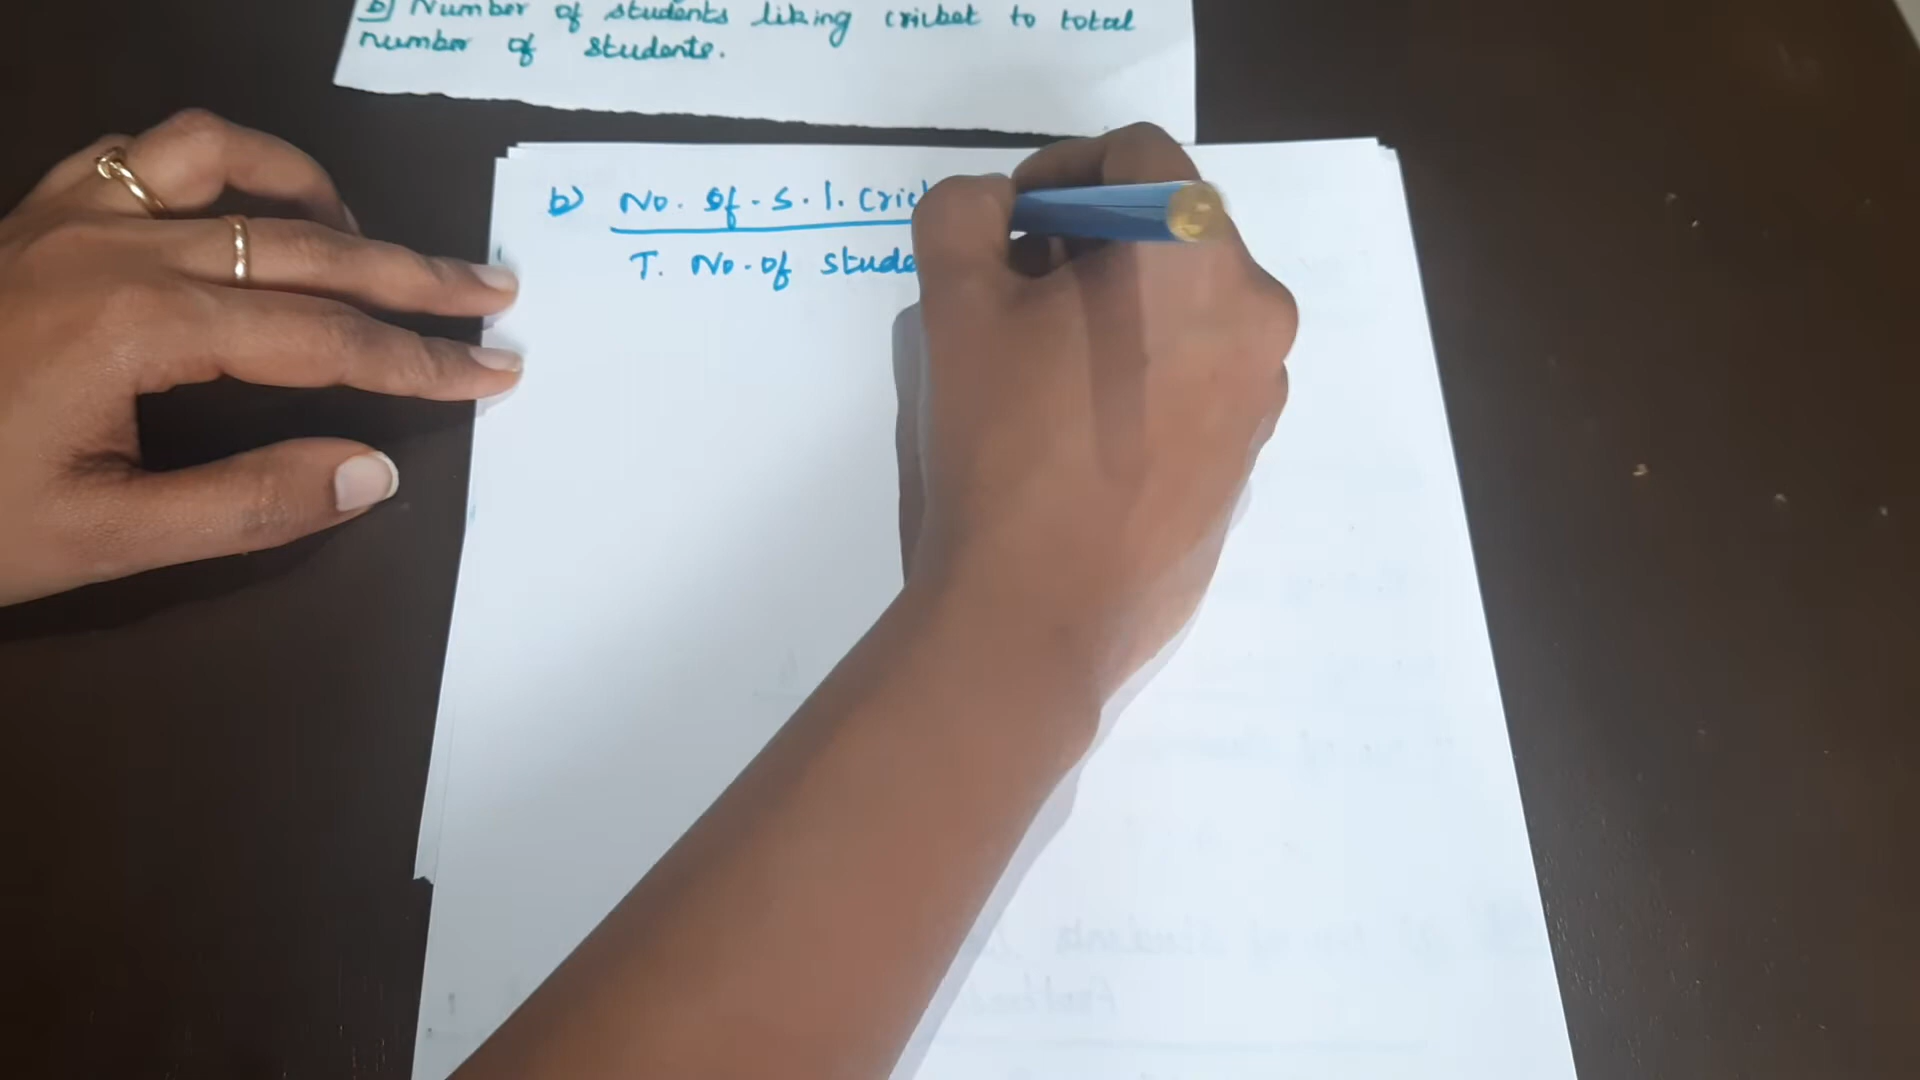 b) Number of students liking cricket to total
number of students.
b) No. of. s. l. Cric
T. No. of stude